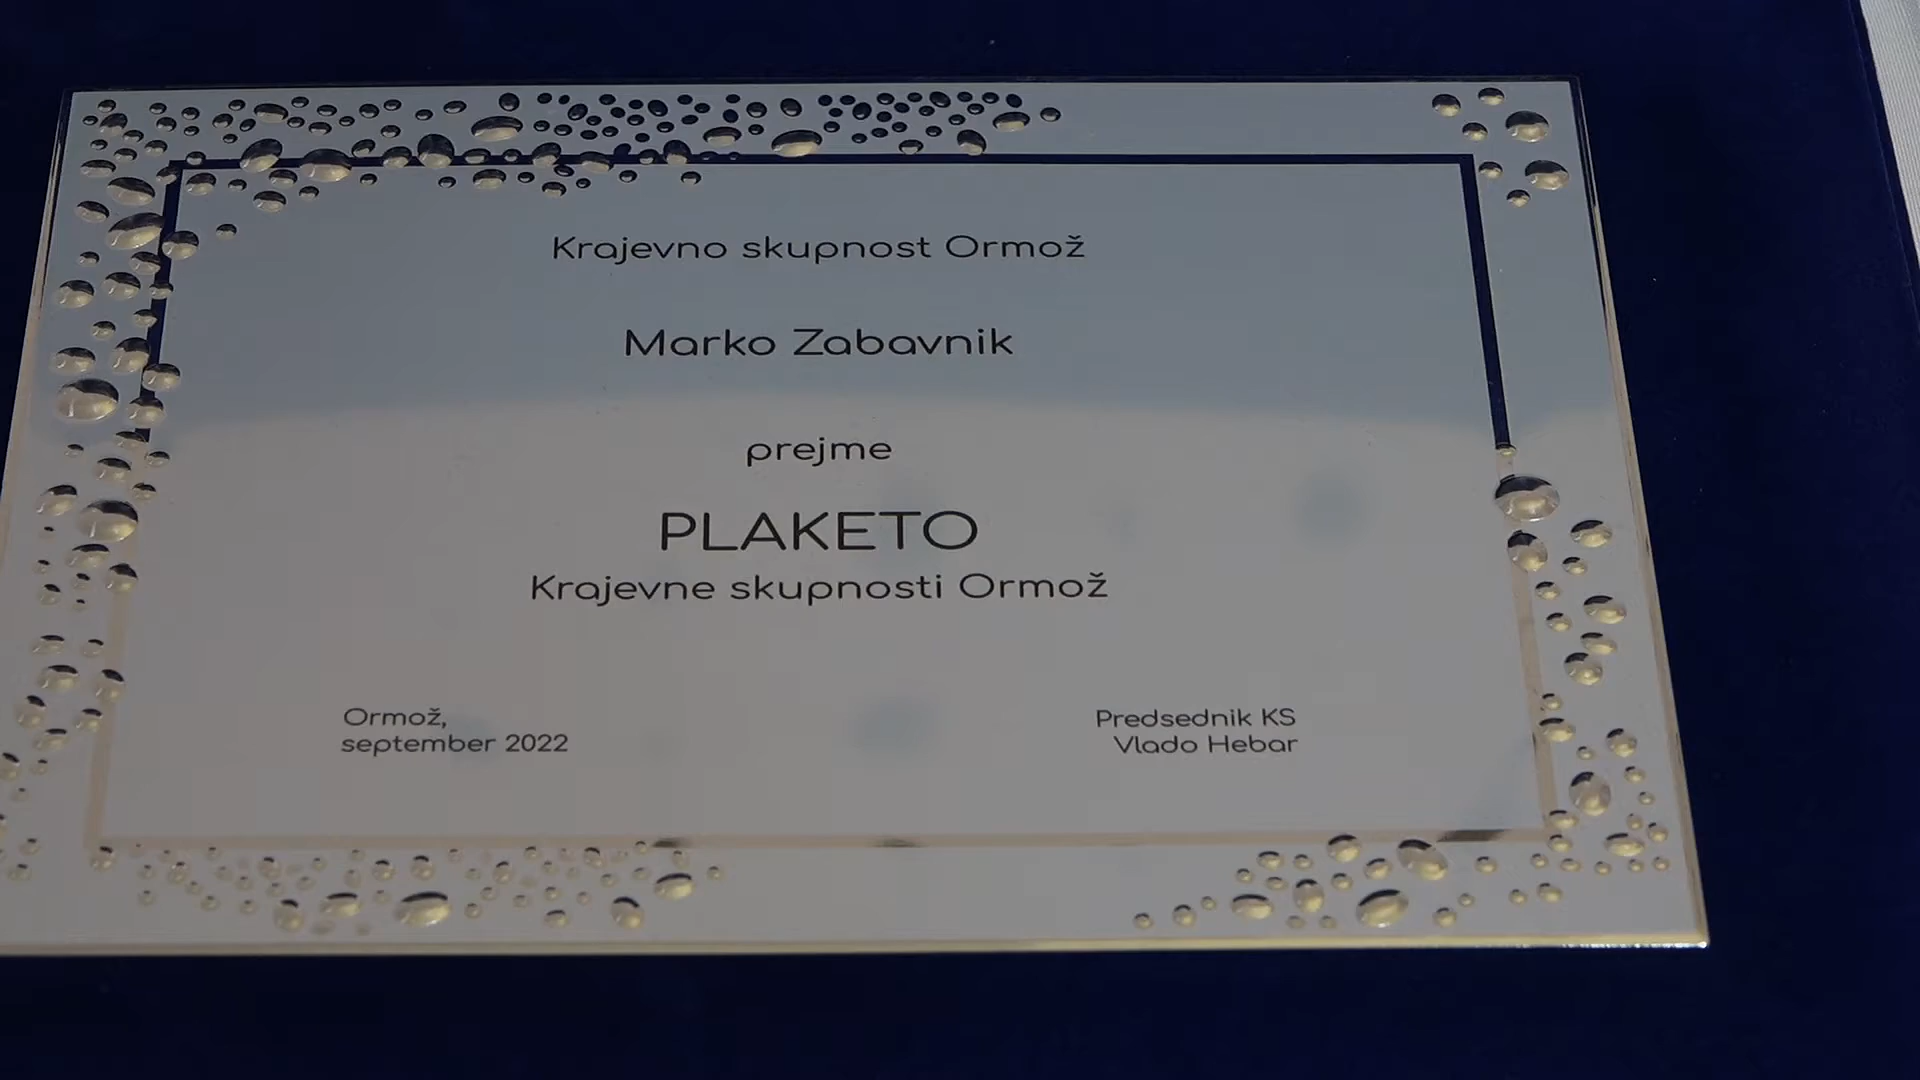 Krajevno skupnost Ormož
Marko Zabavnik
prejme
PLAKETO
Krajevne skupnosti Ormož
Ormož,
september 2022
Predsednik KS
Vlado Hebar